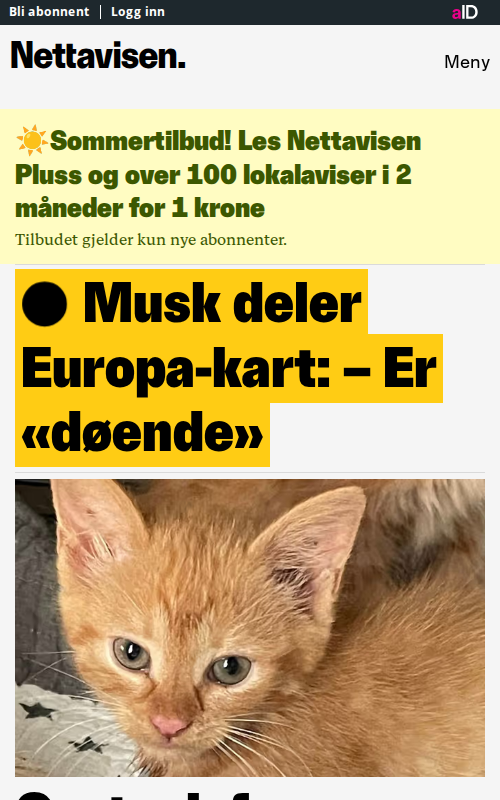 Bli abonnent | Logg inn
aID
Nettavisen.
Meny
☀️Sommertilbud! Les Nettavisen
Pluss og over 100 lokalaviser i 2
måneder for 1 krone
Tilbudet gjelder kun nye abonnenter.
⚫ Musk deler
Europa-kart: – Er
«døende»